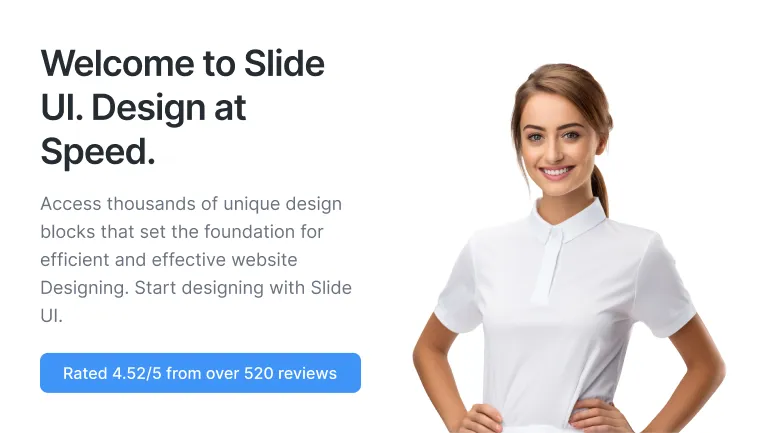 Welcome to Slide
UI. Design at
Speed.
Access thousands of unique design
blocks that set the foundation for
efficient and effective website
Designing. Start designing with Slide
UI.
Rated 4.52/5 from over 520 reviews